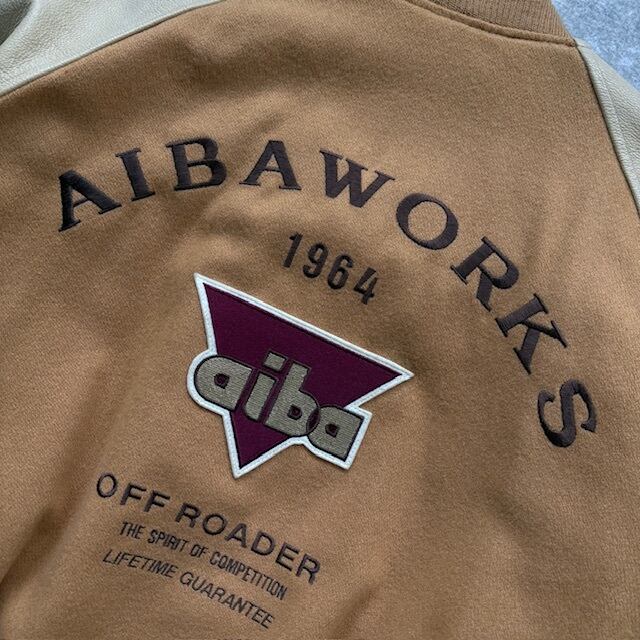 AIBAWORKS
1964
aiba
OFF ROADER
THE SPIRIT OF COMPETITION
LIFETIME GUARANTEE